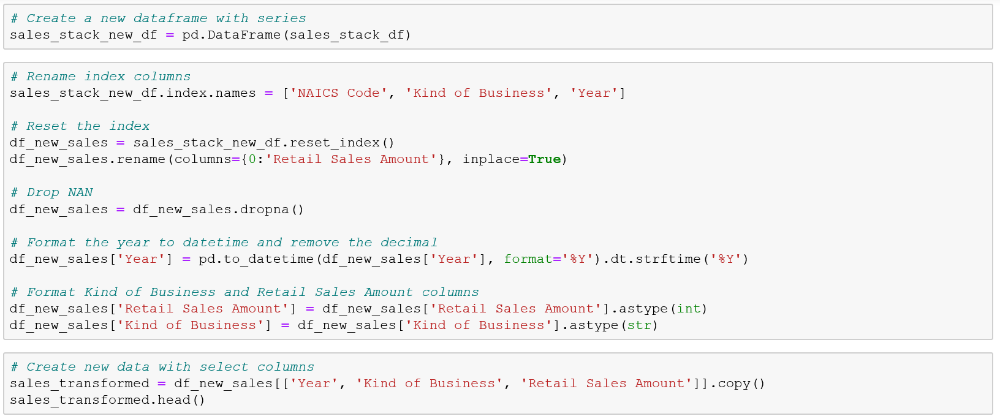 # Create a new dataframe with series
sales_stack_new_df = pd.DataFrame(sales_stack_df)
# Rename index columns
sales_stack_new_df.index.names = ['NAICS Code', 'Kind of Business', 'Year']
# Reset the index
df_new_sales = sales_stack_new_df.reset_index()
df_new_sales.rename(columns={0:'Retail Sales Amount'}, inplace=True)
# Drop NAN
df_new_sales = df_new_sales.dropna()
# Format the year to datetime and remove the decimal
df_new_sales['Year'] = pd.to_datetime(df_new_sales['Year'], format='%Y').dt.strftime('%Y')
# Format Kind of Business and Retail Sales Amount columns
df_new_sales['Retail Sales Amount'] = df_new_sales['Retail Sales Amount'].astype(int)
df_new_sales['Kind of Business'] = df_new_sales['Kind of Business'].astype(str)
# Create new data with select columns
sales_transformed = df_new_sales[['Year', 'Kind of Business', 'Retail Sales Amount']].copy()
sales_transformed.head()